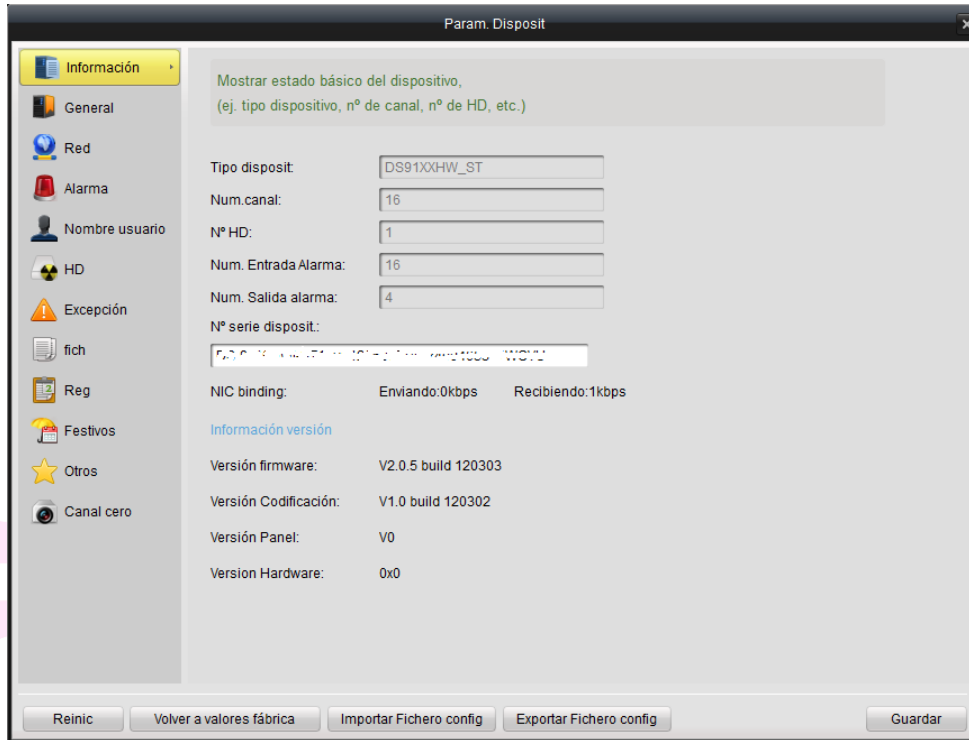 Param. Disposit
Información
General
Red
Alarma
Nombre usuario
HD
Excepción
fich
Reg
Festivos
Otros
Canal cero
Mostrar estado básico del dispositivo,
(ej. tipo dispositivo, nº de canal, nº de HD, etc.)
Tipo disposit: DS91XXHW_ST
Num.canal: 16
Nº HD: 1
Num. Entrada Alarma: 16
Num. Salida alarma: 4
Nº serie disposit.:
NIC binding: Enviando:0kbps Recibiendo:1kbps
Información versión
Versión firmware: V2.0.5 build 120303
Versión Codificación: V1.0 build 120302
Versión Panel: V0
Version Hardware: 0x0
Reinic Volver a valores fábrica Importar Fichero config Exportar Fichero config Guardar